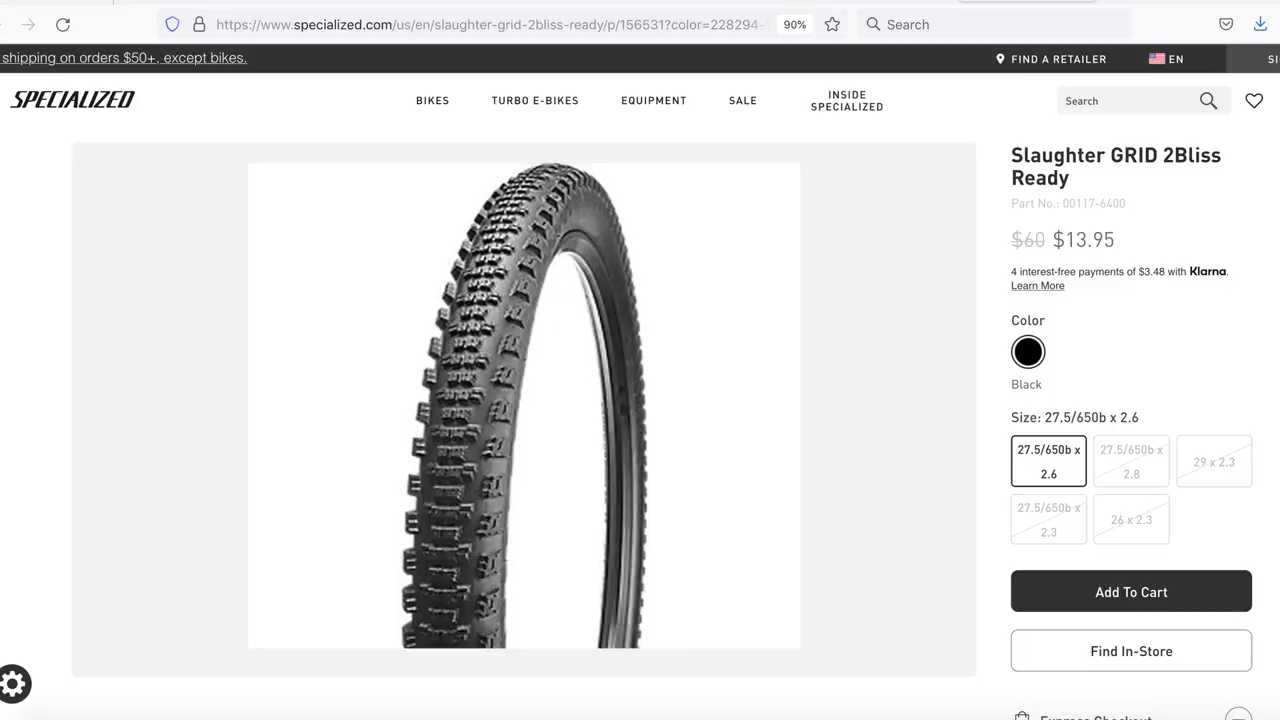 https://www.specialized.com/us/en/slaughter-grid-2bliss-ready/p/156531?color=228294-1
90%
Search
shipping on orders $50+, except bikes.
FIND A RETAILER
EN
SPECIALIZED
BIKES
TURBO E-BIKES
EQUIPMENT
SALE
INSIDE
SPECIALIZED
Search
Slaughter GRID 2Bliss
Ready
Part No.: 00117-6400
$60 $13.95
4 interest-free payments of $3.48 with Klarna.
Learn More
Color
Black
Size: 27.5/650b x 2.6
27.5/650b x
2.6
27.5/650b x
2.8
29 x 2.3
27.5/650b x
2.3
26 x 2.3
Add To Cart
Find In-Store
Express Checkout